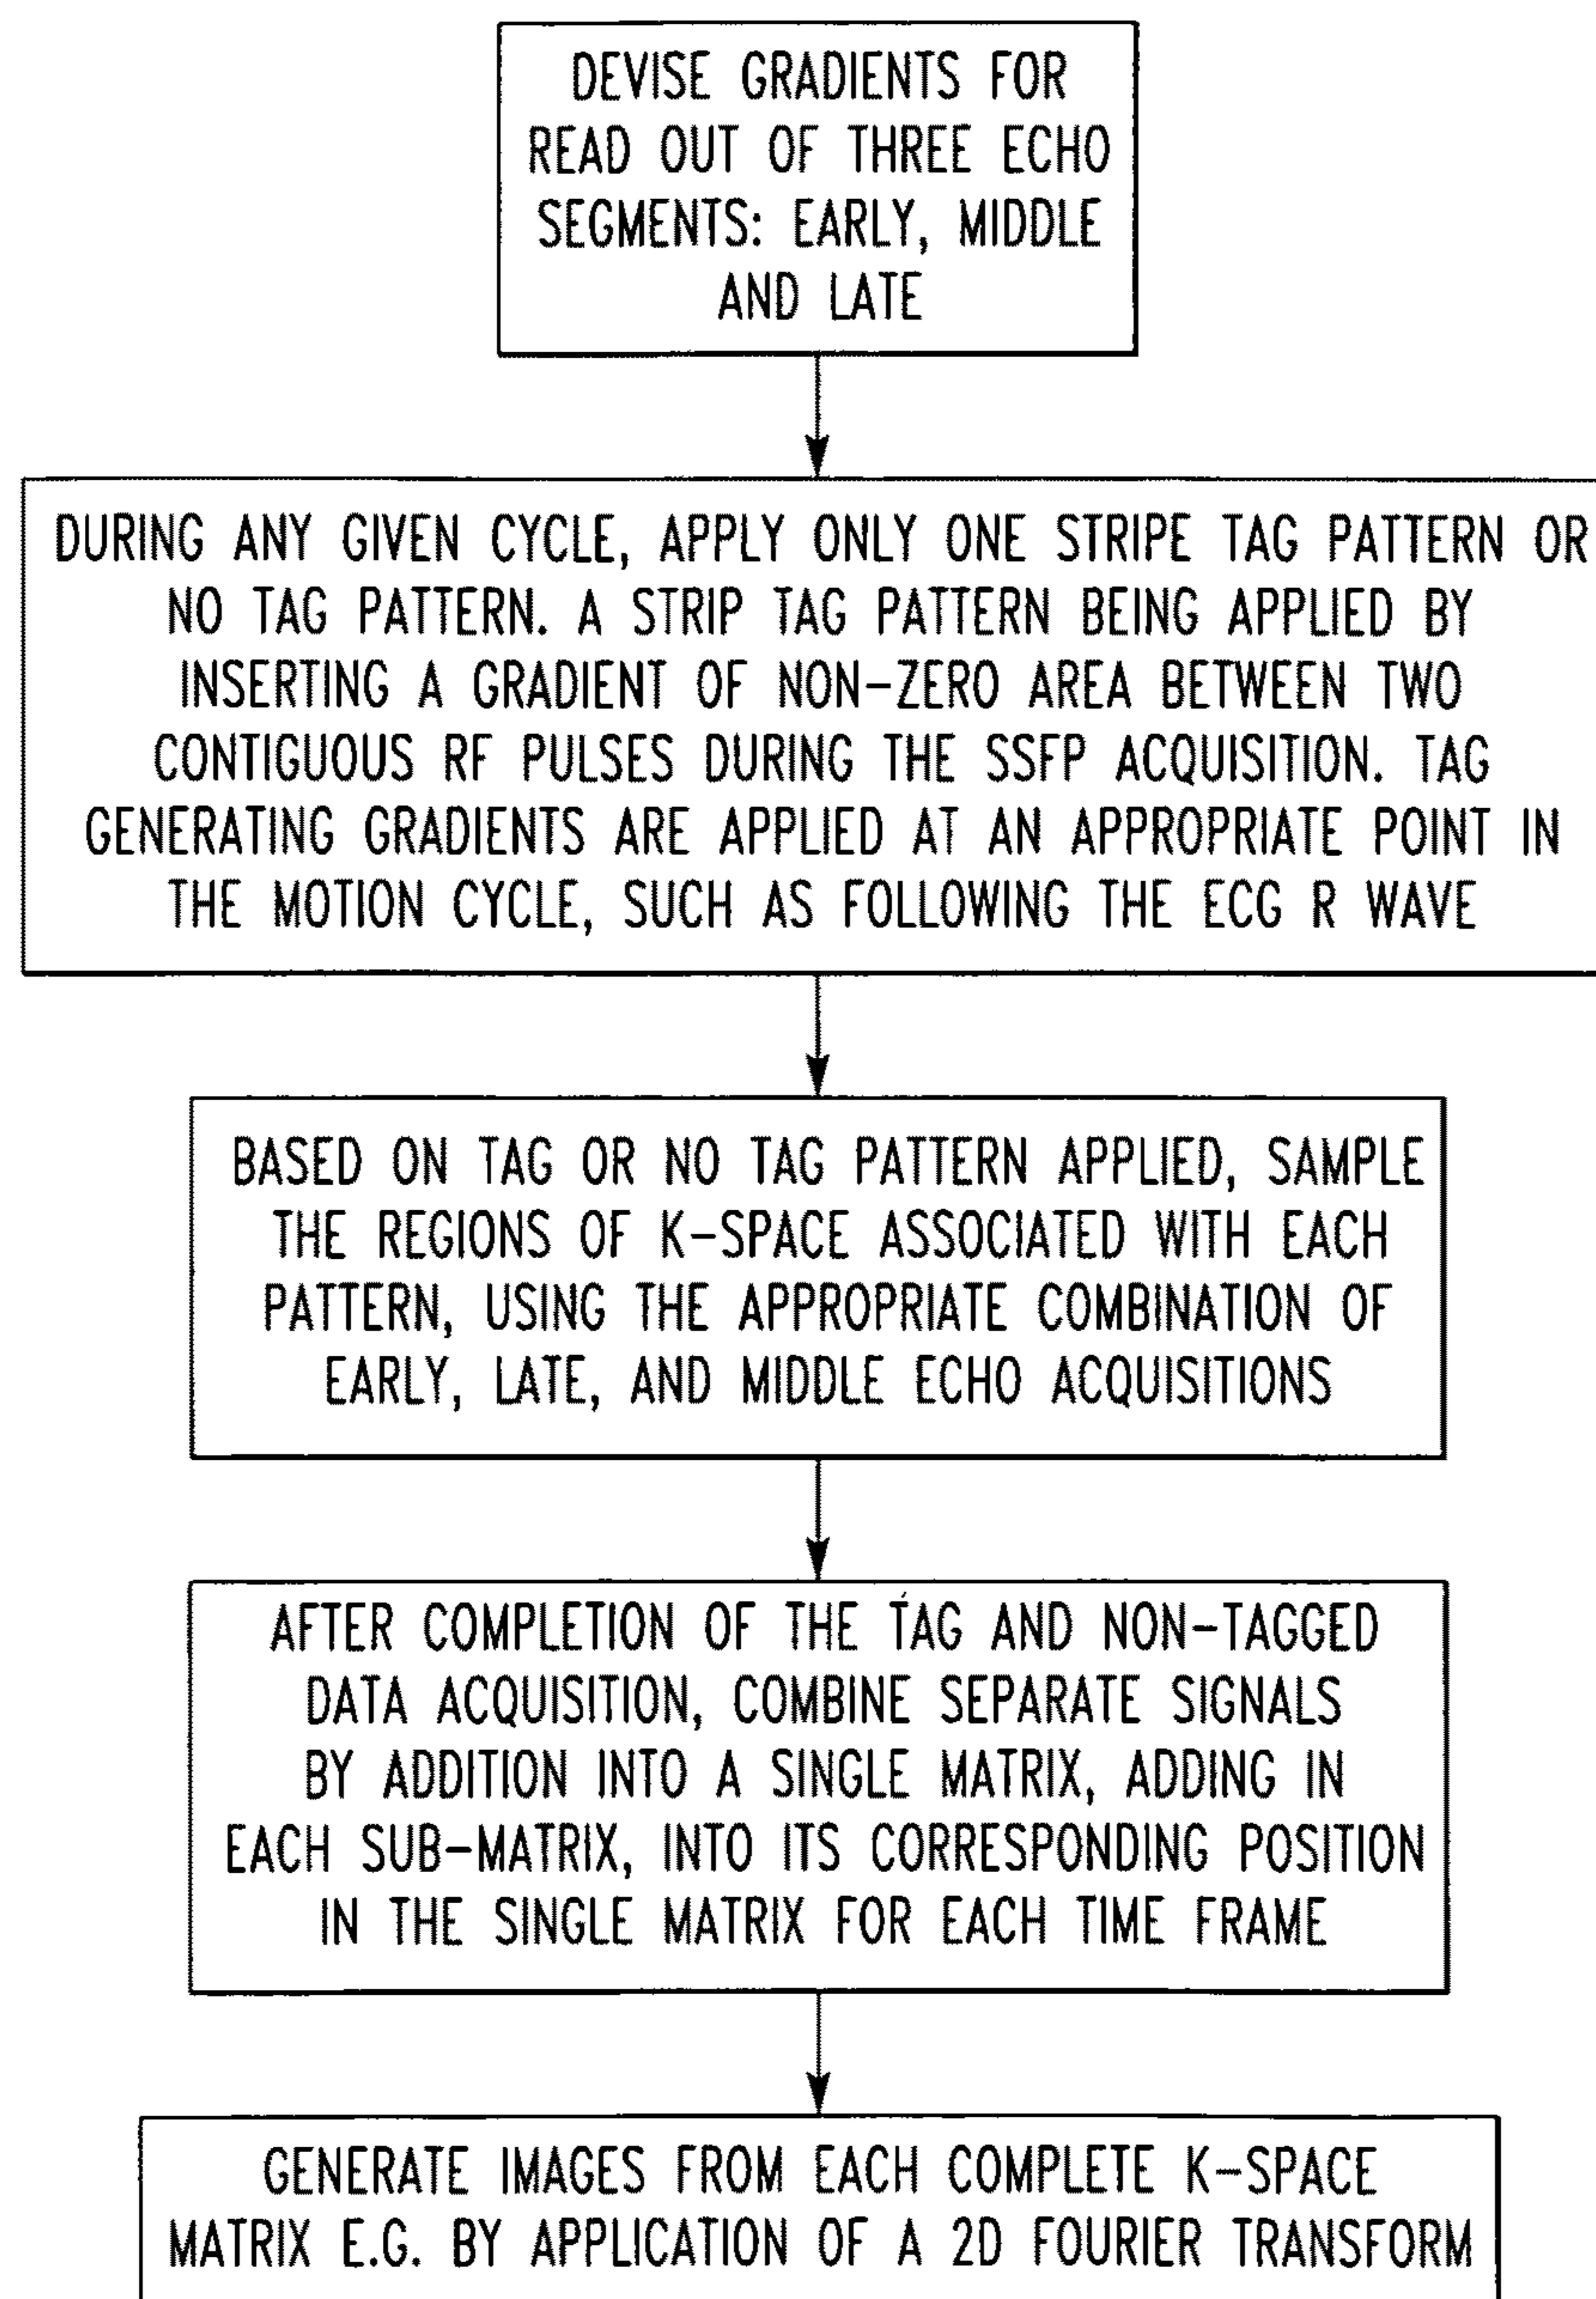 DEVISE GRADIENTS FOR
READ OUT OF THREE ECHO
SEGMENTS: EARLY, MIDDLE
AND LATE
DURING ANY GIVEN CYCLE, APPLY ONLY ONE STRIPE TAG PATTERN OR
NO TAG PATTERN. A STRIP TAG PATTERN BEING APPLIED BY
INSERTING A GRADIENT OF NON-ZERO AREA BETWEEN TWO
CONTIGUOUS RF PULSES DURING THE SSFP ACQUISITION. TAG
GENERATING GRADIENTS ARE APPLIED AT AN APPROPRIATE POINT IN
THE MOTION CYCLE, SUCH AS FOLLOWING THE ECG R WAVE
BASED ON TAG OR NO TAG PATTERN APPLIED, SAMPLE
THE REGIONS OF K-SPACE ASSOCIATED WITH EACH
PATTERN, USING THE APPROPRIATE COMBINATION OF
EARLY, LATE, AND MIDDLE ECHO ACQUISITIONS
AFTER COMPLETION OF THE TAG AND NON-TAGGED
DATA ACQUISITION, COMBINE SEPARATE SIGNALS
BY ADDITION INTO A SINGLE MATRIX, ADDING IN
EACH SUB-MATRIX, INTO ITS CORRESPONDING POSITION
IN THE SINGLE MATRIX FOR EACH TIME FRAME
GENERATE IMAGES FROM EACH COMPLETE K-SPACE
MATRIX E.G. BY APPLICATION OF A 2D FOURIER TRANSFORM